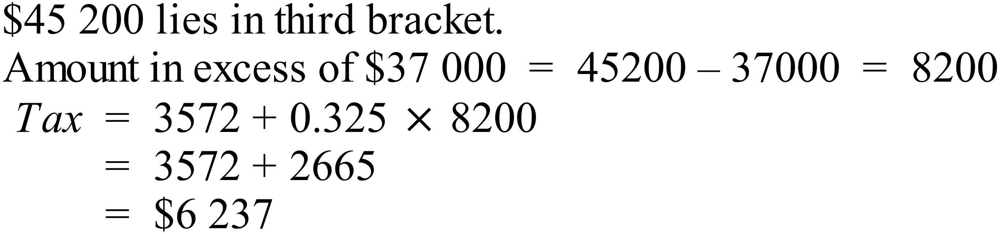 $45 200 lies in third bracket.
Amount in excess of $37 000 = 45200 – 37000 = 8200
Tax = 3572 + 0.325 × 8200
= 3572 + 2665
= $6 237